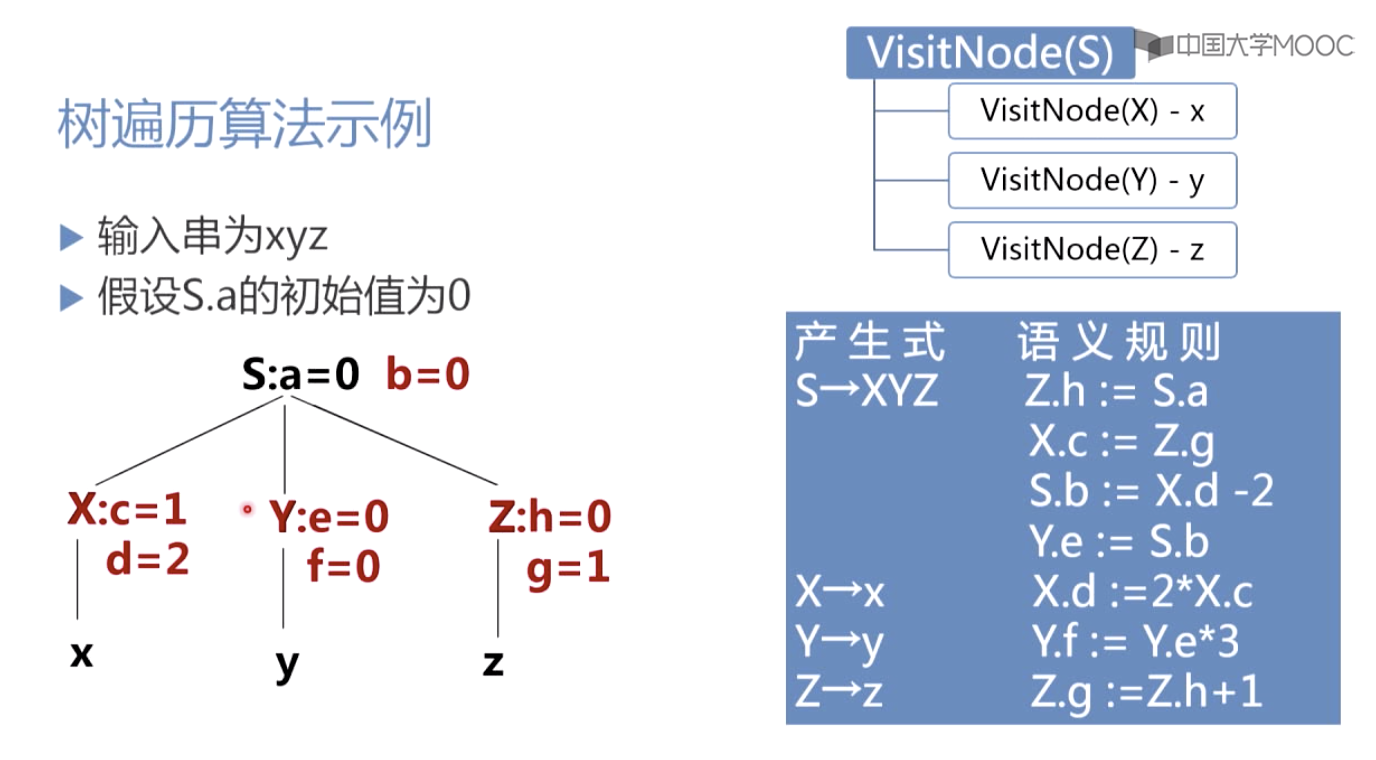 VisitNode(S)
中国大学MOOC
VisitNode(X) - x
VisitNode(Y) - y
VisitNode(Z) - z
树遍历算法示例
输入串为xyz
假设S.a的初始值为0
S:a=0 b=0
X:c=1 Y:e=0 Z:h=0
d=2 f=0 g=1
x y z
产生式 语义规则
S→XYZ Z.h := S.a
X.c := Z.g
S.b := X.d -2
Y.e := S.b
X→x X.d :=2*X.c
Y→y Y.f := Y.e*3
Z→z Z.g :=Z.h+1